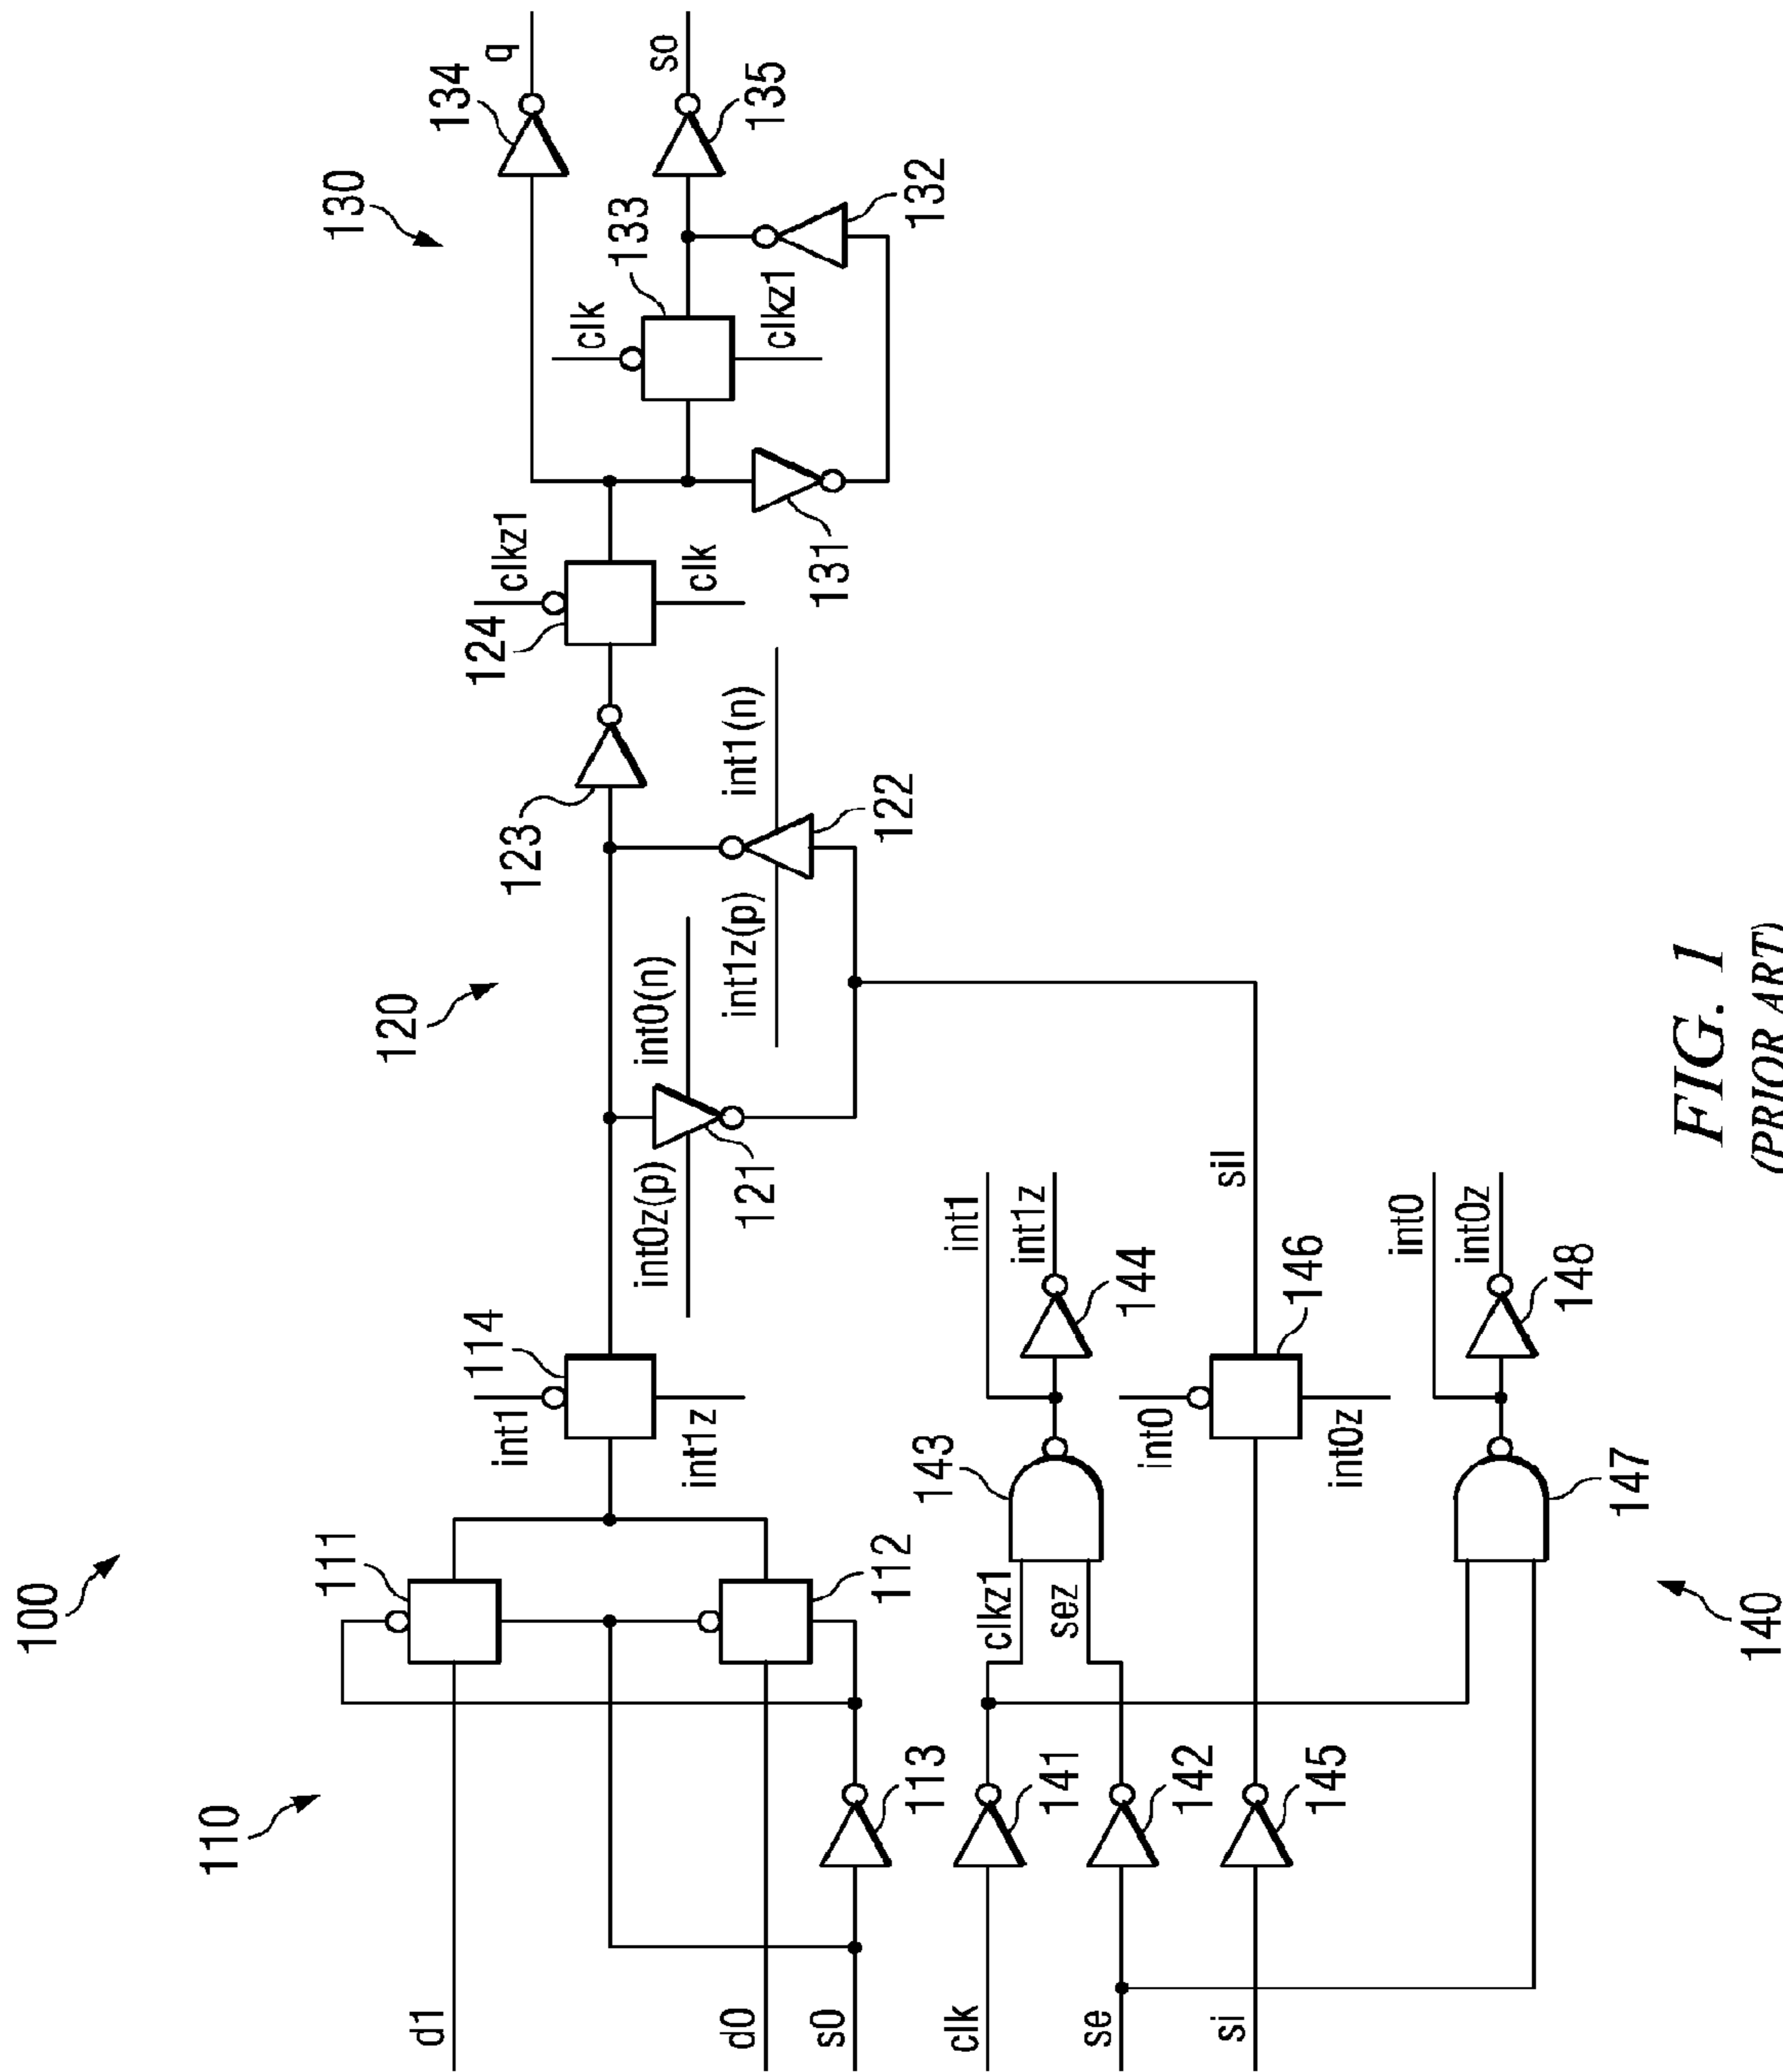 100
110
d1
d0
s0
111
112
113
int1
114
int1z
120
int0z(p)
int0(n)
121
int1z(p)
int1(n)
122
123
124
clkz1
clk
130
131
clk
133
clkz1
132
134
q
135
so
clk
se
si
141
142
145
clkz1
sez
143
int1
int1z
144
int0
int0z
146
sil
147
int0
int0z
148
140
FIG. 1
(PRIOR ART)